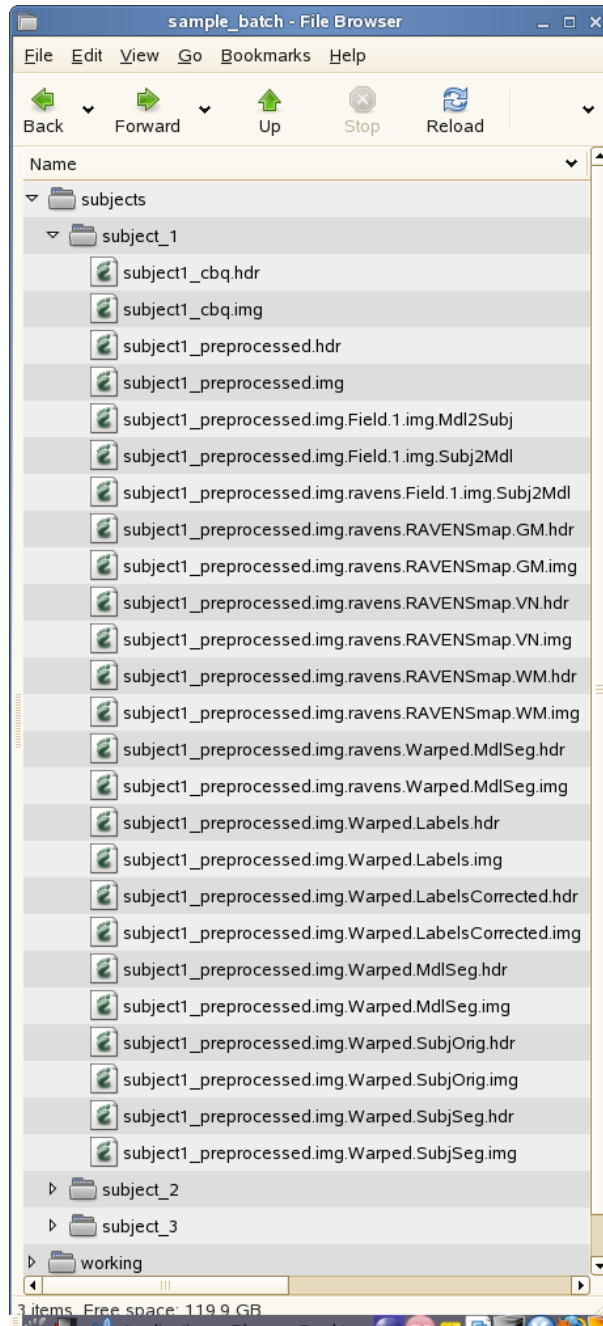 sample_batch - File Browser
File Edit View Go Bookmarks Help
Back Forward Up Stop Reload
Name
subjects
subject_1
subject1_cbq.hdr
subject1_cbq.img
subject1_preprocessed.hdr
subject1_preprocessed.img
subject1_preprocessed.img.Field.1.img.Mdl2Subj
subject1_preprocessed.img.Field.1.img.Subj2Mdl
subject1_preprocessed.img.ravens.Field.1.img.Subj2Mdl
subject1_preprocessed.img.ravens.RAVENSmap.GM.hdr
subject1_preprocessed.img.ravens.RAVENSmap.GM.img
subject1_preprocessed.img.ravens.RAVENSmap.VN.hdr
subject1_preprocessed.img.ravens.RAVENSmap.VN.img
subject1_preprocessed.img.ravens.RAVENSmap.WM.hdr
subject1_preprocessed.img.ravens.RAVENSmap.WM.img
subject1_preprocessed.img.ravens.Warped.MdlSeg.hdr
subject1_preprocessed.img.ravens.Warped.MdlSeg.img
subject1_preprocessed.img.Warped.Labels.hdr
subject1_preprocessed.img.Warped.Labels.img
subject1_preprocessed.img.Warped.LabelsCorrected.hdr
subject1_preprocessed.img.Warped.LabelsCorrected.img
subject1_preprocessed.img.Warped.MdlSeg.hdr
subject1_preprocessed.img.Warped.MdlSeg.img
subject1_preprocessed.img.Warped.SubjOrig.hdr
subject1_preprocessed.img.Warped.SubjOrig.img
subject1_preprocessed.img.Warped.SubjSeg.hdr
subject1_preprocessed.img.Warped.SubjSeg.img
subject_2
subject_3
working
3 items, Free space: 119.9 GB